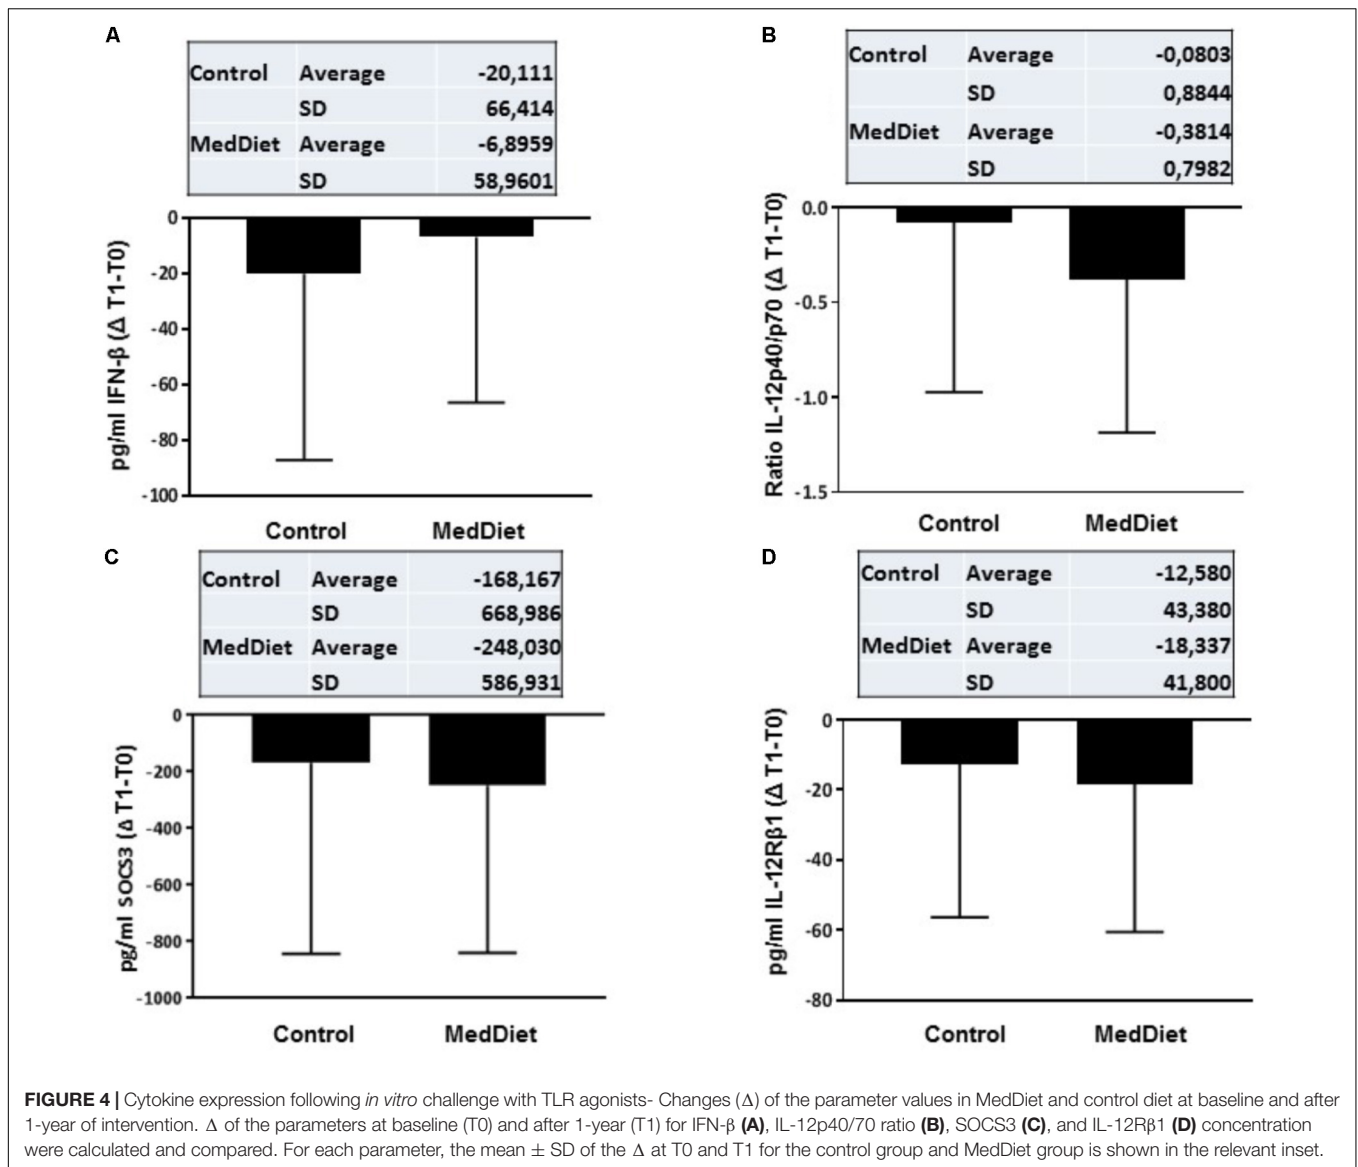 A
Control Average -20,111
SD 66,414
MedDiet Average -6,8959
SD 58,9601
pg/ml IFN-β (Δ T1-T0)
0
-20
-40
-60
-80
-100
Control MedDiet
B
Control Average -0,0803
SD 0,8844
MedDiet Average -0,3814
SD 0,7982
Ratio IL-12p40/p70 (Δ T1-T0)
0.0
-0.5
-1.0
-1.5
Control MedDiet
C
Control Average -168,167
SD 668,986
MedDiet Average -248,030
SD 586,931
pg/ml SOCS3 (Δ T1-T0)
0
-200
-400
-600
-800
-1000
Control MedDiet
D
Control Average -12,580
SD 43,380
MedDiet Average -18,337
SD 41,800
pg/ml IL-12Rβ1 (Δ T1-T0)
0
-20
-40
-60
-80
Control MedDiet
FIGURE 4 | Cytokine expression following in vitro challenge with TLR agonists- Changes (Δ) of the parameter values in MedDiet and control diet at baseline and after
1-year of intervention. Δ of the parameters at baseline (T0) and after 1-year (T1) for IFN-β (A), IL-12p40/70 ratio (B), SOCS3 (C), and IL-12Rβ1 (D) concentration
were calculated and compared. For each parameter, the mean ± SD of the Δ at T0 and T1 for the control group and MedDiet group is shown in the relevant inset.